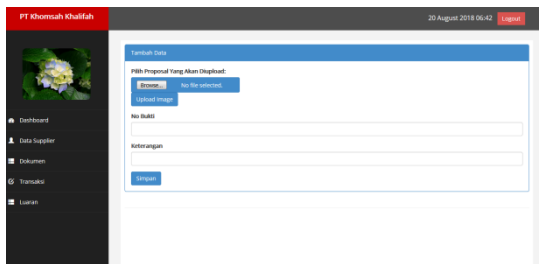 PT Khomsah Khalifah
20 August 2018 06:42 Logout
Tambah Data
Pilih Proposal Yang Akan Diupload:
Browse... No file selected.
Upload Image
No Bukti
Keterangan
Simpan
Dashboard
Data Supplier
Dokumen
Transaksi
Luaran